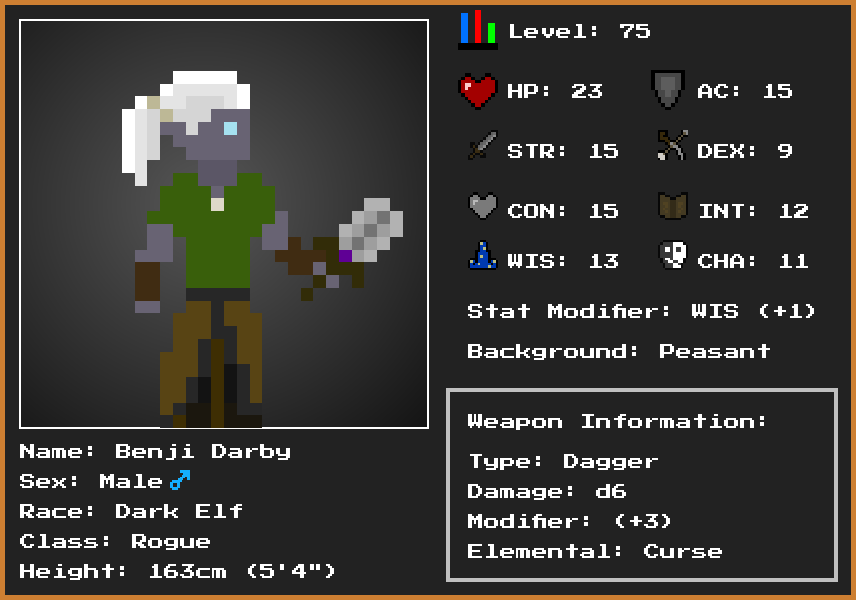 Level: 75
HP: 23
AC: 15
STR: 15
DEX: 9
CON: 15
INT: 12
WIS: 13
CHA: 11
Stat Modifier: WIS (+1)
Background: Peasant
Weapon Information:
Type: Dagger
Damage: d6
Modifier: (+3)
Elemental: Curse
Name: Benji Darby
Sex: Male♂
Race: Dark Elf
Class: Rogue
Height: 163cm (5'4")